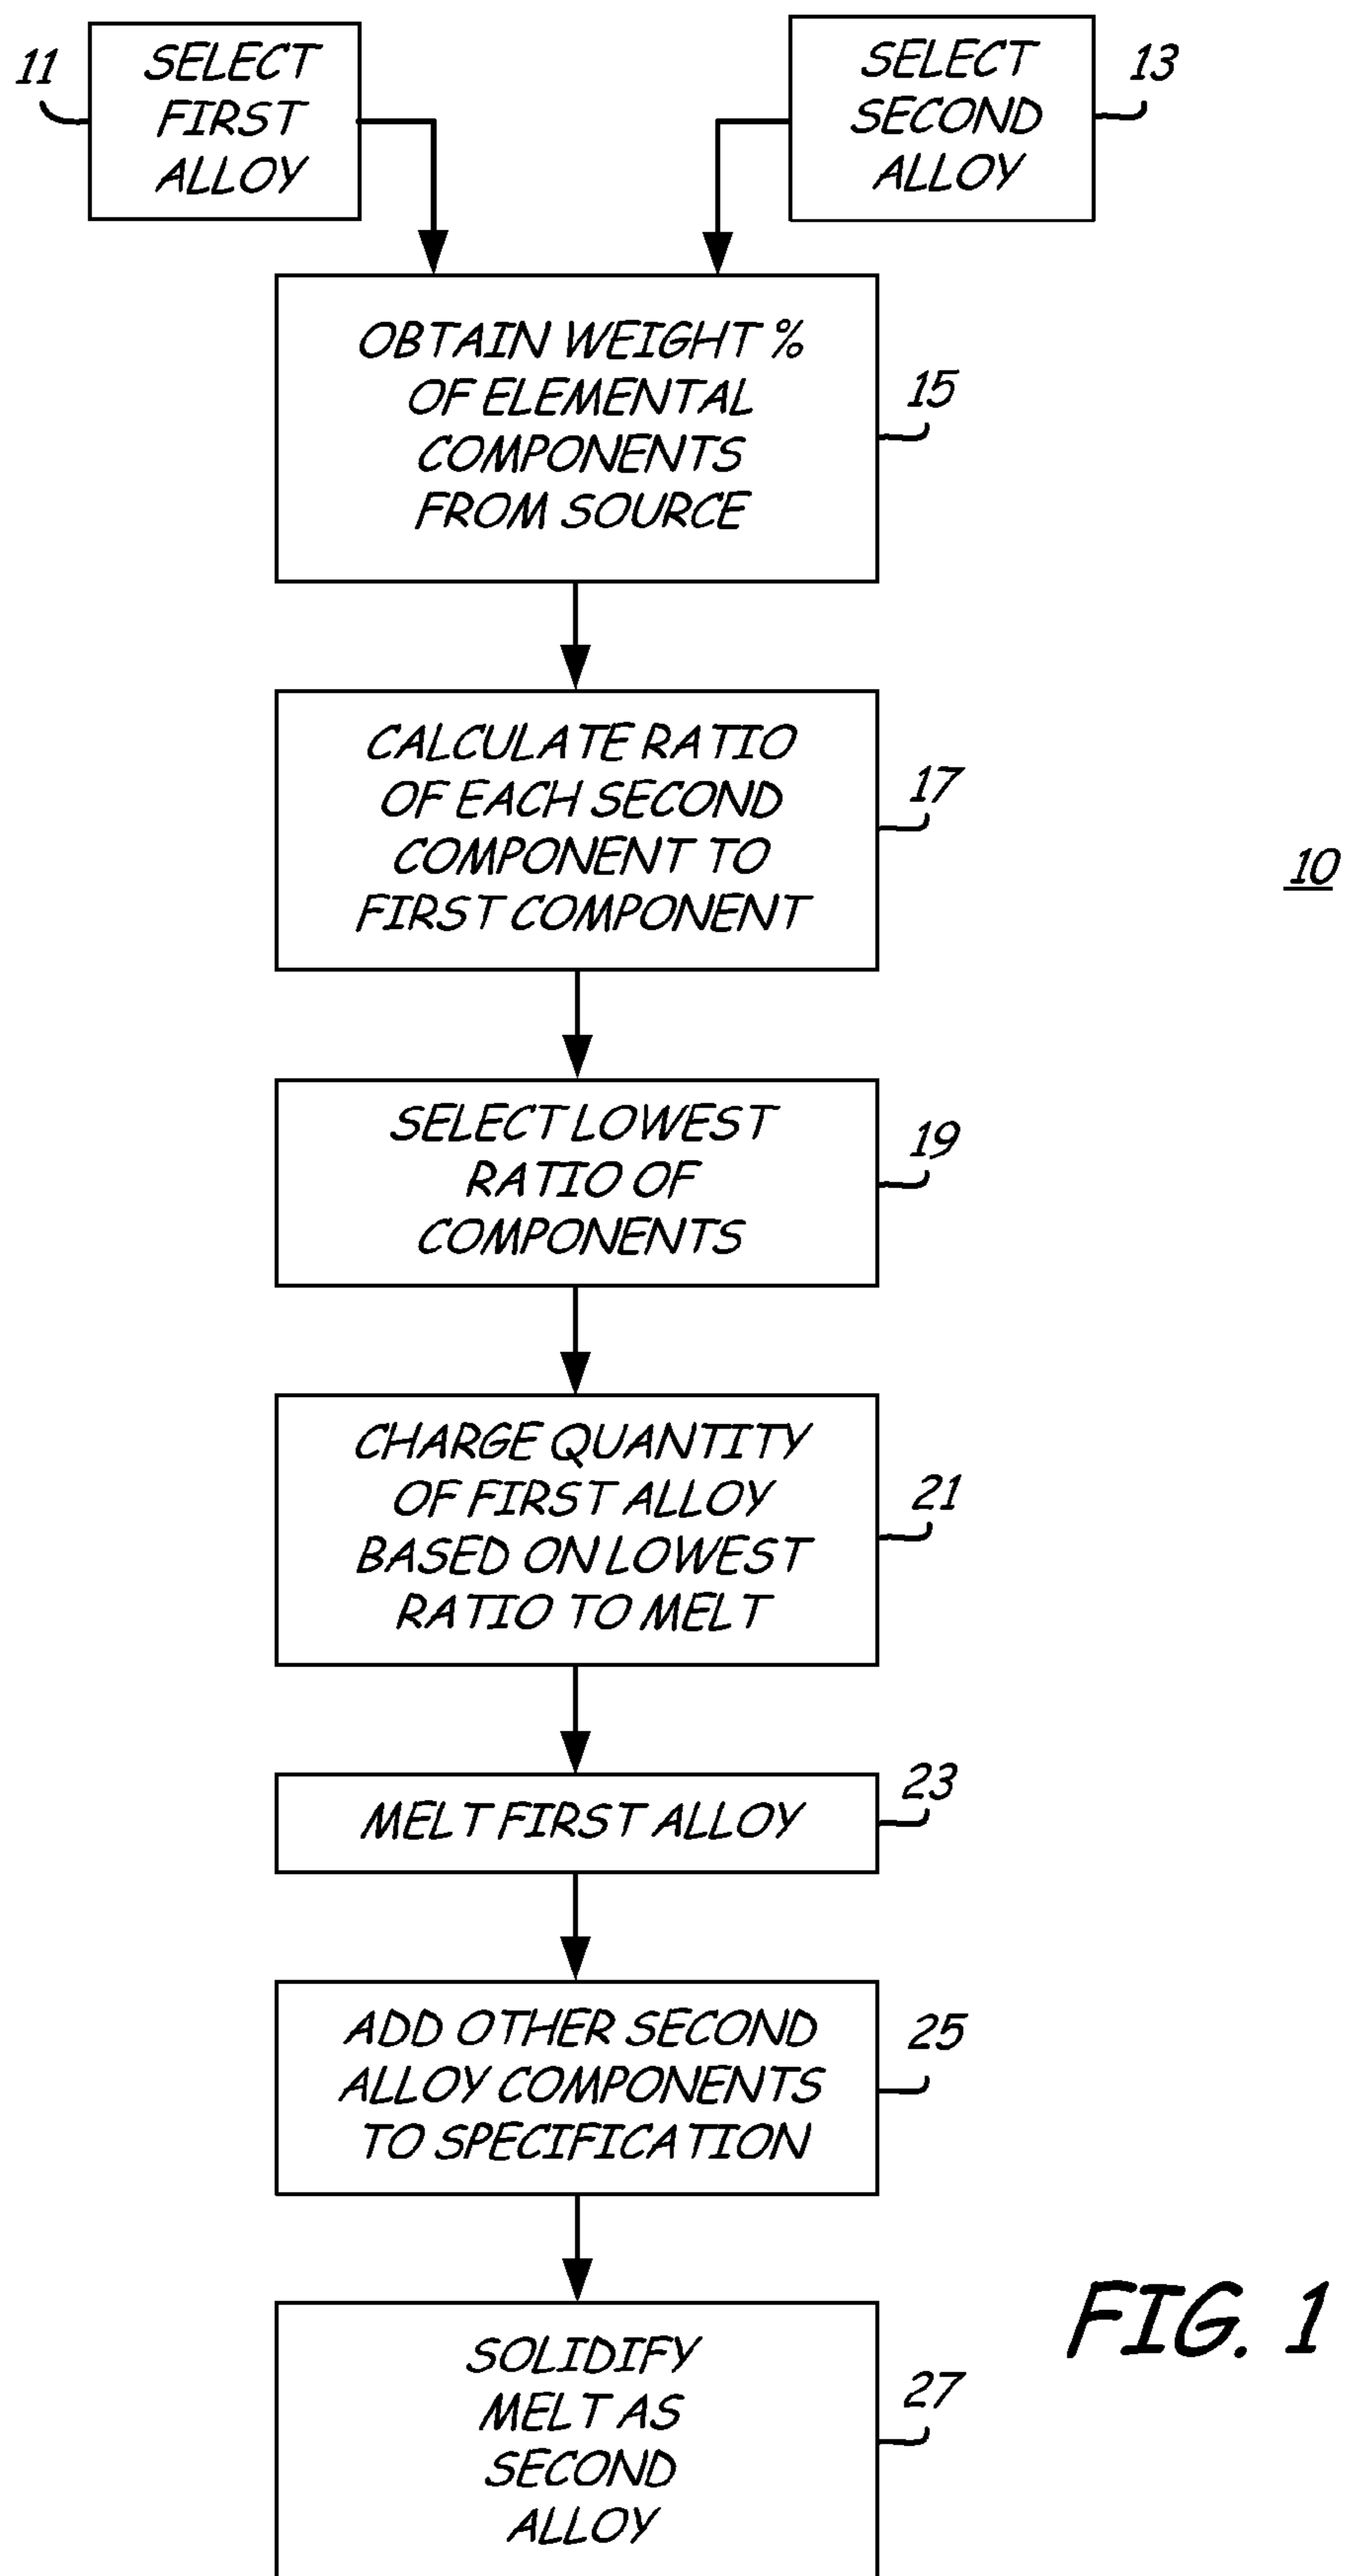 11
SELECT
FIRST
ALLOY
SELECT
SECOND
ALLOY
13
OBTAIN WEIGHT %
OF ELEMENTAL
COMPONENTS
FROM SOURCE
15
CALCULATE RATIO
OF EACH SECOND
COMPONENT TO
FIRST COMPONENT
17
10
SELECT LOWEST
RATIO OF
COMPONENTS
19
CHARGE QUANTITY
OF FIRST ALLOY
BASED ON LOWEST
RATIO TO MELT
21
MELT FIRST ALLOY
23
ADD OTHER SECOND
ALLOY COMPONENTS
TO SPECIFICATION
25
SOLIDIFY
MELT AS
SECOND
ALLOY
27
FIG. 1